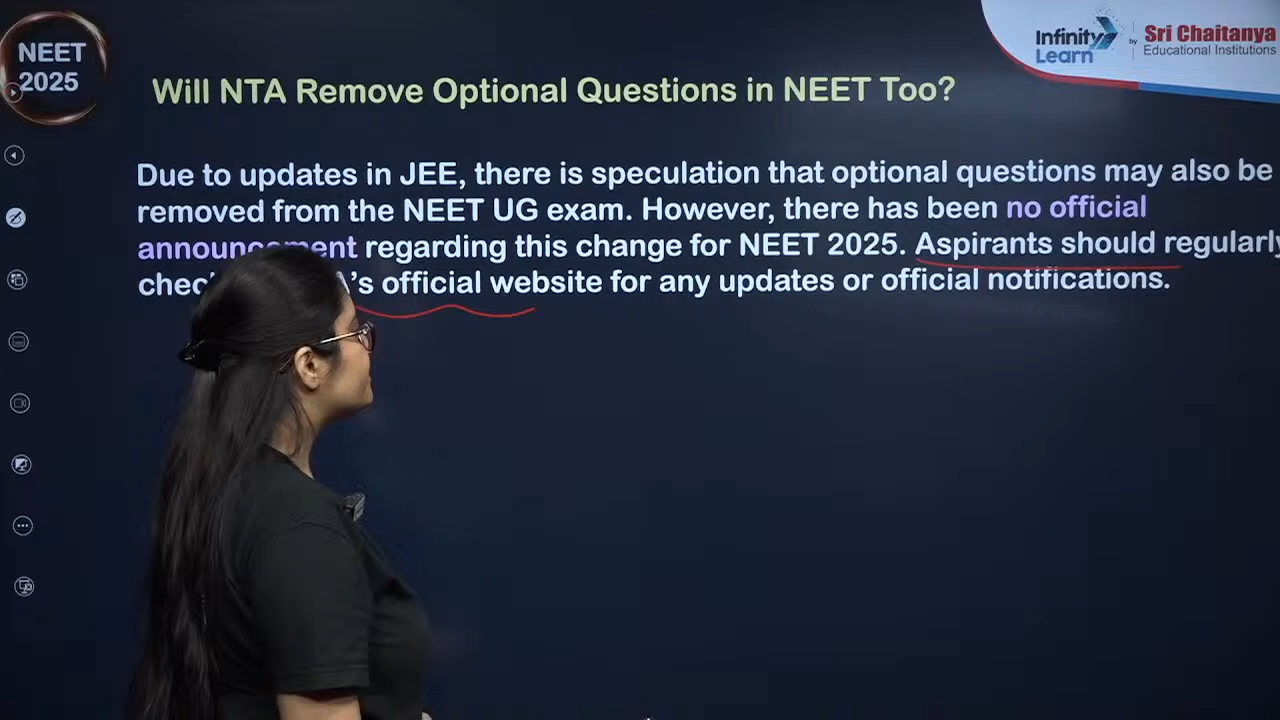 NEET
2025
Infinity
Learn
by
Sri Chaitanya
Educational Institutions
Will NTA Remove Optional Questions in NEET Too?
Due to updates in JEE, there is speculation that optional questions may also be
removed from the NEET UG exam. However, there has been no official
announcement regarding this change for NEET 2025. Aspirants should regularly
's official website for any updates or official notifications.